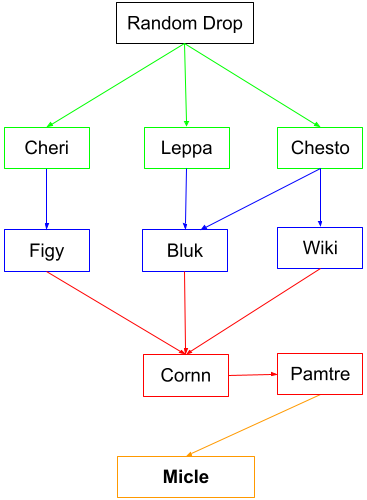 Random Drop
Cheri
Leppa
Chesto
Figy
Bluk
Wiki
Cornn
Pamtre
Micle